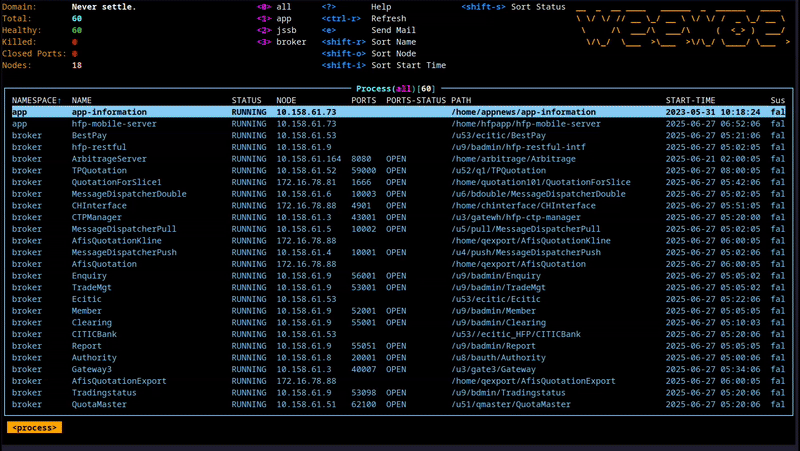 Domain: Never settle. <0> all <?> Help <shift-s> Sort Status
Total: 60 <1> app <ctrl-r> Refresh
Healthy: 60 <2> jssb <e> Send Mail
Killed: 0 <3> broker <shift-r> Sort Name
Closed Ports: 0 <shift-o> Sort Node
Nodes: 18 <shift-i> Sort Start Time
Process(all)[60]
NAMESPACE↑ NAME STATUS NODE PORTS PORTS-STATUS PATH START-TIME Sus
app app-information RUNNING 10.158.61.73 /home/appnews/app-information 2023-05-31 10:18:24 fal
app hfp-mobile-server RUNNING 10.158.61.73 /home/hfpapp/hfp-mobile-server 2025-06-27 06:52:06 fal
broker BestPay RUNNING 10.158.61.53 /u53/ecitic/BestPay 2025-06-27 05:21:06 fal
broker hfp-restful RUNNING 10.158.61.9 /u9/badmin/hfp-restful-intf 2025-06-27 05:02:05 fal
broker ArbitrageServer RUNNING 10.158.61.164 8080 OPEN /home/arbitrage/Arbitrage 2025-06-21 02:00:05 fal
broker TPQuotation RUNNING 10.158.61.52 59000 OPEN /u52/q1/TPQuotation 2025-06-27 08:00:05 fal
broker QuotationForSlice1 RUNNING 172.16.78.81 1666 OPEN /home/quotation101/QuotationForSlice 2025-06-27 05:42:06 fal
broker MessageDispatcherDouble RUNNING 10.158.61.6 10003 OPEN /u6/bdouble/MessageDispatcherDouble 2025-06-27 05:02:05 fal
broker CHInterface RUNNING 172.16.78.88 4901 OPEN /home/chinterface/CHInterface 2025-06-27 05:51:05 fal
broker CTPManager RUNNING 10.158.61.3 43001 OPEN /u3/gatewh/hfp-ctp-manager 2025-06-27 05:20:00 fal
broker MessageDispatcherPull RUNNING 10.158.61.5 10002 OPEN /u5/pull/MessageDispatcherPull 2025-06-27 05:02:05 fal
broker AfisQuotationKline RUNNING 172.16.78.88 /home/qexport/AfisQuotationKline 2025-06-27 06:00:05 fal
broker MessageDispatcherPush RUNNING 10.158.61.4 10001 OPEN /u4/push/MessageDispatcherPush 2025-06-27 05:02:06 fal
broker AfisQuotation RUNNING 172.16.78.88 /home/qexport/AfisQuotation 2025-06-27 06:00:05 fal
broker Enquiry RUNNING 10.158.61.9 56001 OPEN /u9/badmin/Enquiry 2025-06-27 05:05:02 fal
broker TradeMgt RUNNING 10.158.61.9 53001 OPEN /u9/badmin/TradeMgt 2025-06-27 05:05:02 fal
broker Ecitic RUNNING 10.158.61.53 /u53/ecitic/Ecitic 2025-06-27 05:22:06 fal
broker Member RUNNING 10.158.61.9 52001 OPEN /u9/badmin/Member 2025-06-27 05:05:05 fal
broker Clearing RUNNING 10.158.61.9 55001 OPEN /u9/badmin/Clearing 2025-06-27 05:10:03 fal
broker CITICBank RUNNING 10.158.61.53 /u53//ecitic_HFP/CITICBank 2025-06-27 05:20:06 fal
broker Report RUNNING 10.158.61.9 55051 OPEN /u9/badmin/Report 2025-06-27 05:05:05 fal
broker Authority RUNNING 10.158.61.8 20001 OPEN /u8/bauth/Authority 2025-06-27 05:00:06 fal
broker Gateway3 RUNNING 10.158.61.3 40007 OPEN /u3/gate3/Gateway 2025-06-27 05:34:06 fal
broker AfisQuotationExport RUNNING 172.16.78.88 /home/qexport/AfisQuotationExport 2025-06-27 06:00:05 fal
broker Tradingstatus RUNNING 10.158.61.9 53098 OPEN /u9/bdmin/Tradingstatus 2025-06-27 05:20:06 fal
broker QuotaMaster RUNNING 10.158.61.51 62100 OPEN /u51/qmaster/QuotaMaster 2025-06-27 05:20:06 fal
<process>